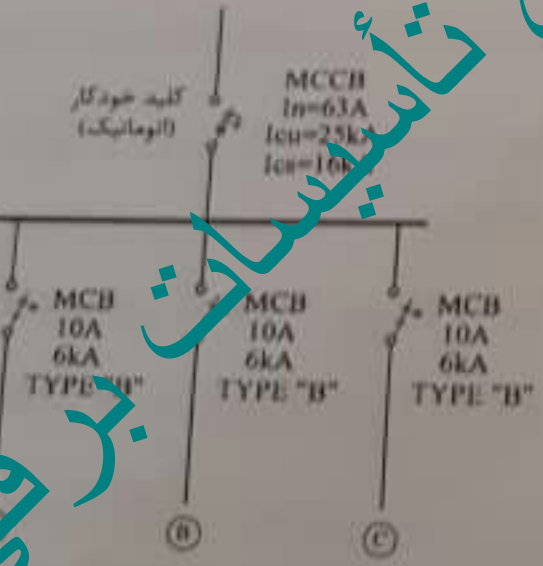 کلید خودکار
(اتوماتیک)
MCCB
In=63A
Icu=25kA
Ics=16kA
MCB
10A
6kA
TYPE "B"
MCB
10A
6kA
TYPE "B"
MCB
10A
6kA
TYPE "B"
B
C
تأسیسات